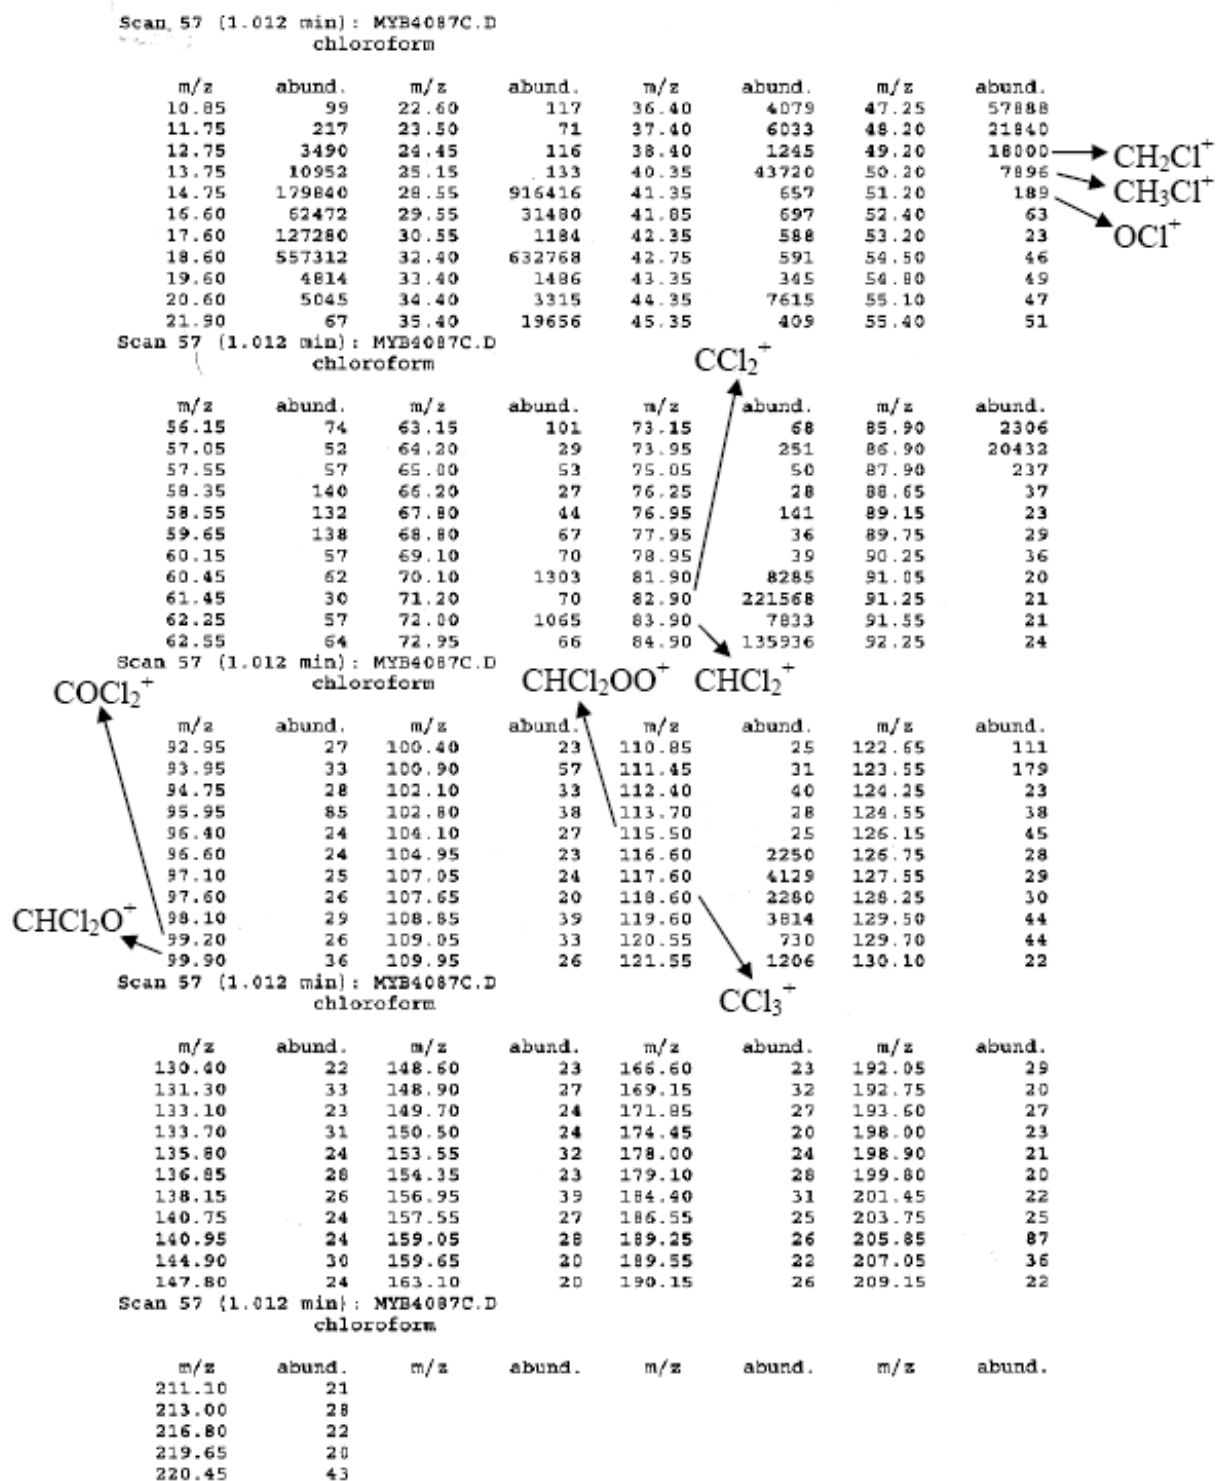 Scan 57 (1.012 min): MYB4087C.D
chloroform
m/z abund. m/z abund. m/z abund. m/z abund.
10.85 99 22.60 117 36.40 4079 47.25 57888
11.75 217 23.50 71 37.40 6033 48.20 21840
12.75 3490 24.45 116 38.40 1245 49.20 18000 CH₂Cl⁺
13.75 10952 25.15 133 40.35 43720 50.20 7896 CH₃Cl⁺
14.75 179840 28.55 916416 41.35 657 51.20 189 OCl⁺
16.60 62472 29.55 31480 41.85 697 52.40 63
17.60 127280 30.55 1184 42.35 588 53.20 23
18.60 557312 32.40 632768 42.75 591 54.50 46
19.60 4814 33.40 1486 43.35 345 54.80 49
20.60 5045 34.40 3315 44.35 7615 55.10 47
21.90 67 35.40 19656 45.35 409 55.40 51
Scan 57 (1.012 min): MYB4087C.D
chloroform
CCl₂⁺
m/z abund. m/z abund. m/z abund. m/z abund.
56.15 74 63.15 101 73.15 68 85.90 2306
57.05 52 64.20 29 73.95 251 86.90 20432
57.55 57 65.00 53 75.05 50 87.90 237
58.35 140 66.20 27 76.25 28 88.65 37
58.55 132 67.80 44 76.95 141 89.15 23
59.65 138 68.80 67 77.95 36 89.75 29
60.15 57 69.10 70 78.95 39 90.25 36
60.45 62 70.10 1303 81.90 8285 91.05 20
61.45 30 71.20 70 82.90 221568 91.25 21
62.25 57 72.00 1065 83.90 7833 91.55 21
62.55 64 72.95 66 84.90 135936 92.25 24
Scan 57 (1.012 min): MYB4087C.D
chloroform
COCl₂⁺ CHCl₂OO⁺ CHCl₂⁺
m/z abund. m/z abund. m/z abund. m/z abund.
92.95 27 100.40 23 110.85 25 122.65 111
93.95 33 100.90 57 111.45 31 123.55 179
94.75 28 102.10 33 112.40 40 124.25 23
95.95 85 102.80 38 113.70 28 124.55 38
96.40 24 104.10 27 115.50 25 126.15 45
96.60 24 104.95 23 116.60 2250 126.75 28
97.10 25 107.05 24 117.60 4129 127.55 29
97.60 26 107.65 20 118.60 2280 128.25 30
CHCl₂O⁺ 98.10 29 108.85 39 119.60 3814 129.50 44
99.20 26 109.05 33 120.55 730 129.70 44
99.90 36 109.95 26 121.55 1206 130.10 22
Scan 57 (1.012 min): MYB4087C.D
chloroform
CCl₃⁺
m/z abund. m/z abund. m/z abund. m/z abund.
130.40 22 148.60 23 166.60 23 192.05 29
131.30 33 148.90 27 169.15 32 192.75 20
133.10 23 149.70 24 171.85 27 193.60 27
133.70 31 150.50 24 174.45 20 198.00 23
135.80 24 153.55 32 178.00 24 198.90 21
136.85 28 154.35 23 179.10 28 199.80 20
138.15 26 156.95 39 184.40 31 201.45 22
140.75 24 157.55 27 186.55 25 203.75 25
140.95 24 159.05 28 189.25 26 205.85 87
144.90 30 159.65 20 189.55 22 207.05 36
147.80 24 163.10 20 190.15 26 209.15 22
Scan 57 (1.012 min): MYB4087C.D
chloroform
m/z abund. m/z abund. m/z abund. m/z abund.
211.10 21
213.00 28
216.80 22
219.65 20
220.45 43